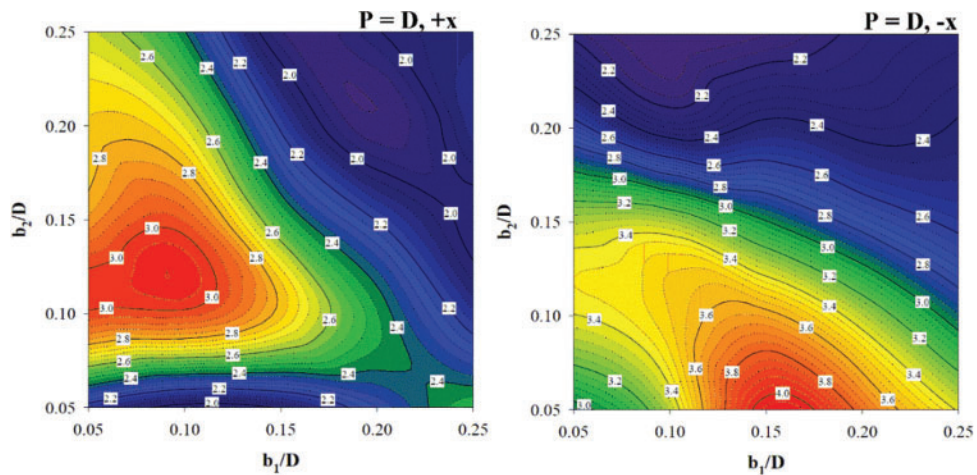 P = D, +x
P = D, -x
0.25
2.6 2.4 2.2 2.0 2.0
0.20
2.8 2.6 2.4 2.2 2.0 2.0
0.15
3.0 3.0 2.8 2.6 2.4 2.2 2.0
0.10
3.0 3.0 2.8 2.6 2.4 2.2
2.8 2.6 2.4 2.6 2.4 2.4 2.4
0.05
2.2 2.2 2.0 2.2
0.05 0.10 0.15 0.20 0.25
b1/D
b2/D
0.25
2.2 2.2 2.2
0.20
2.4 2.6 2.8 2.4 2.6 2.4 2.4
0.15
3.0 3.2 3.4 2.8 3.0 3.2 2.6 2.8 2.6
0.10
3.4 3.4 3.6 3.0 3.2 3.4 3.6 2.8 3.0 3.2
0.05
3.2 3.0 3.4 3.6 3.8 4.0 3.8 3.6 3.4
0.05 0.10 0.15 0.20 0.25
b1/D
b2/D